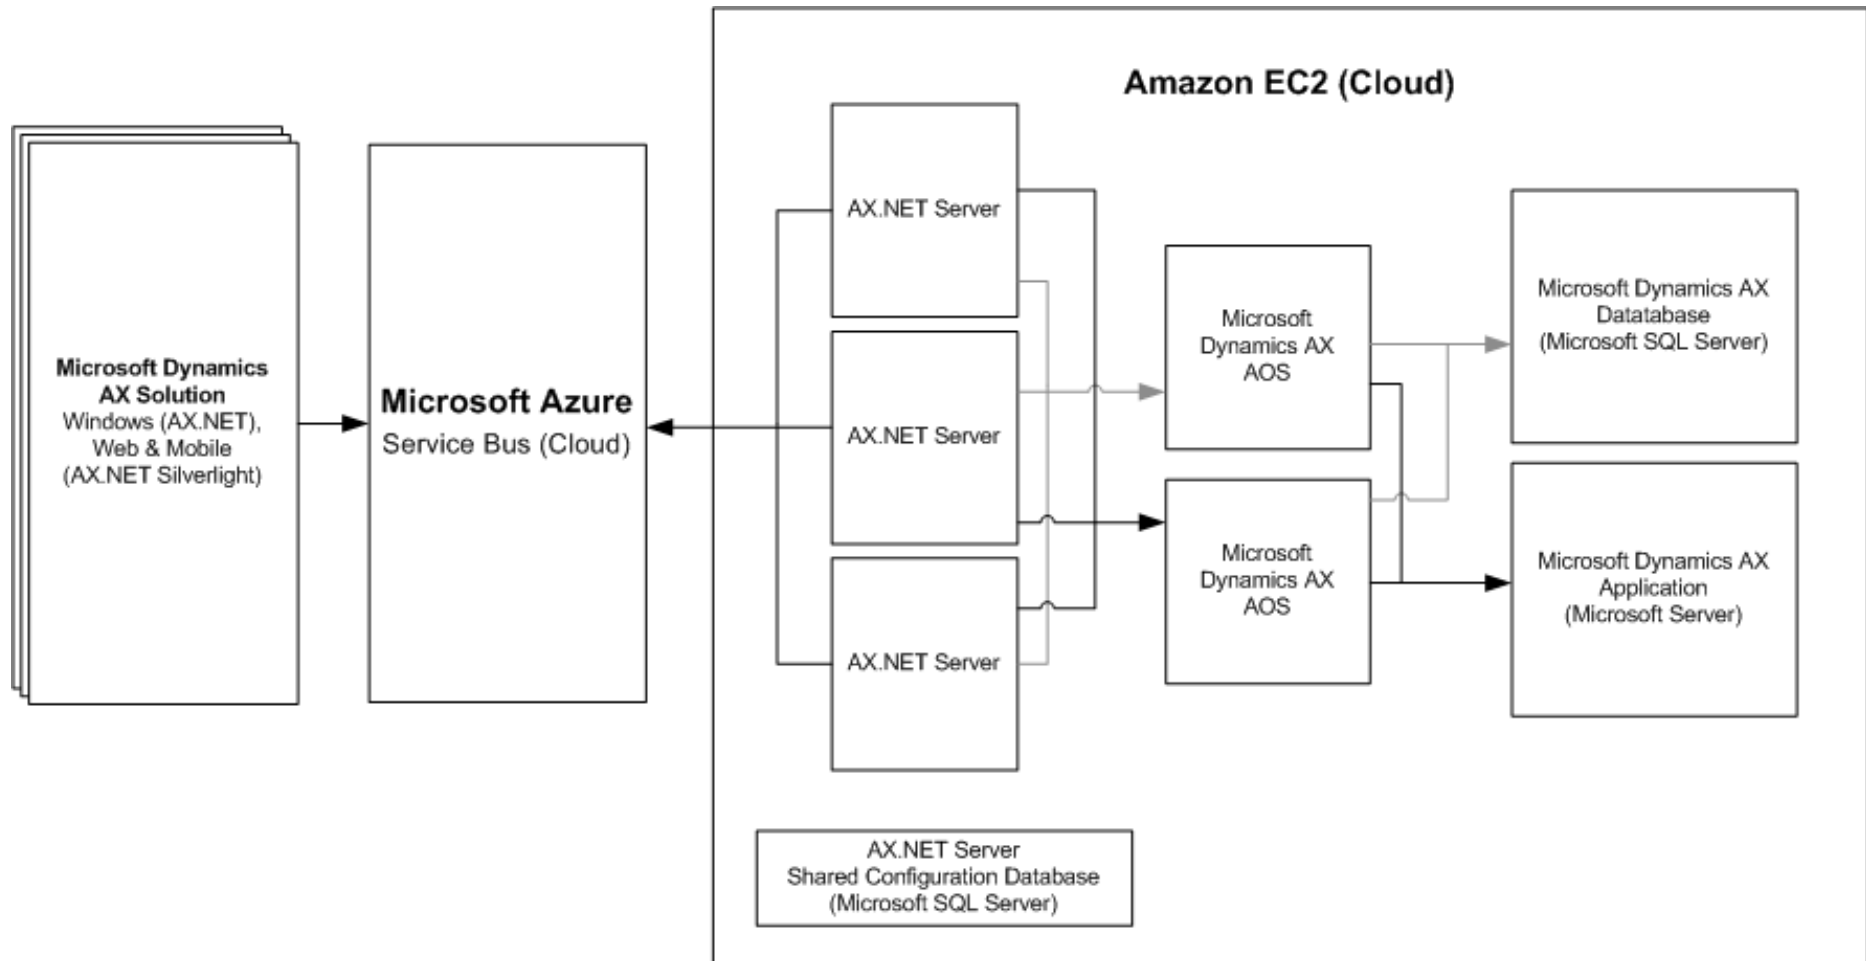 Amazon EC2 (Cloud)
Microsoft Dynamics
AX Solution
Windows (AX.NET),
Web & Mobile
(AX.NET Silverlight)
Microsoft Azure
Service Bus (Cloud)
AX.NET Server
AX.NET Server
AX.NET Server
Microsoft
Dynamics AX
AOS
Microsoft
Dynamics AX
AOS
Microsoft Dynamics AX
Datatabase
(Microsoft SQL Server)
Microsoft Dynamics AX
Application
(Microsoft Server)
AX.NET Server
Shared Configuration Database
(Microsoft SQL Server)